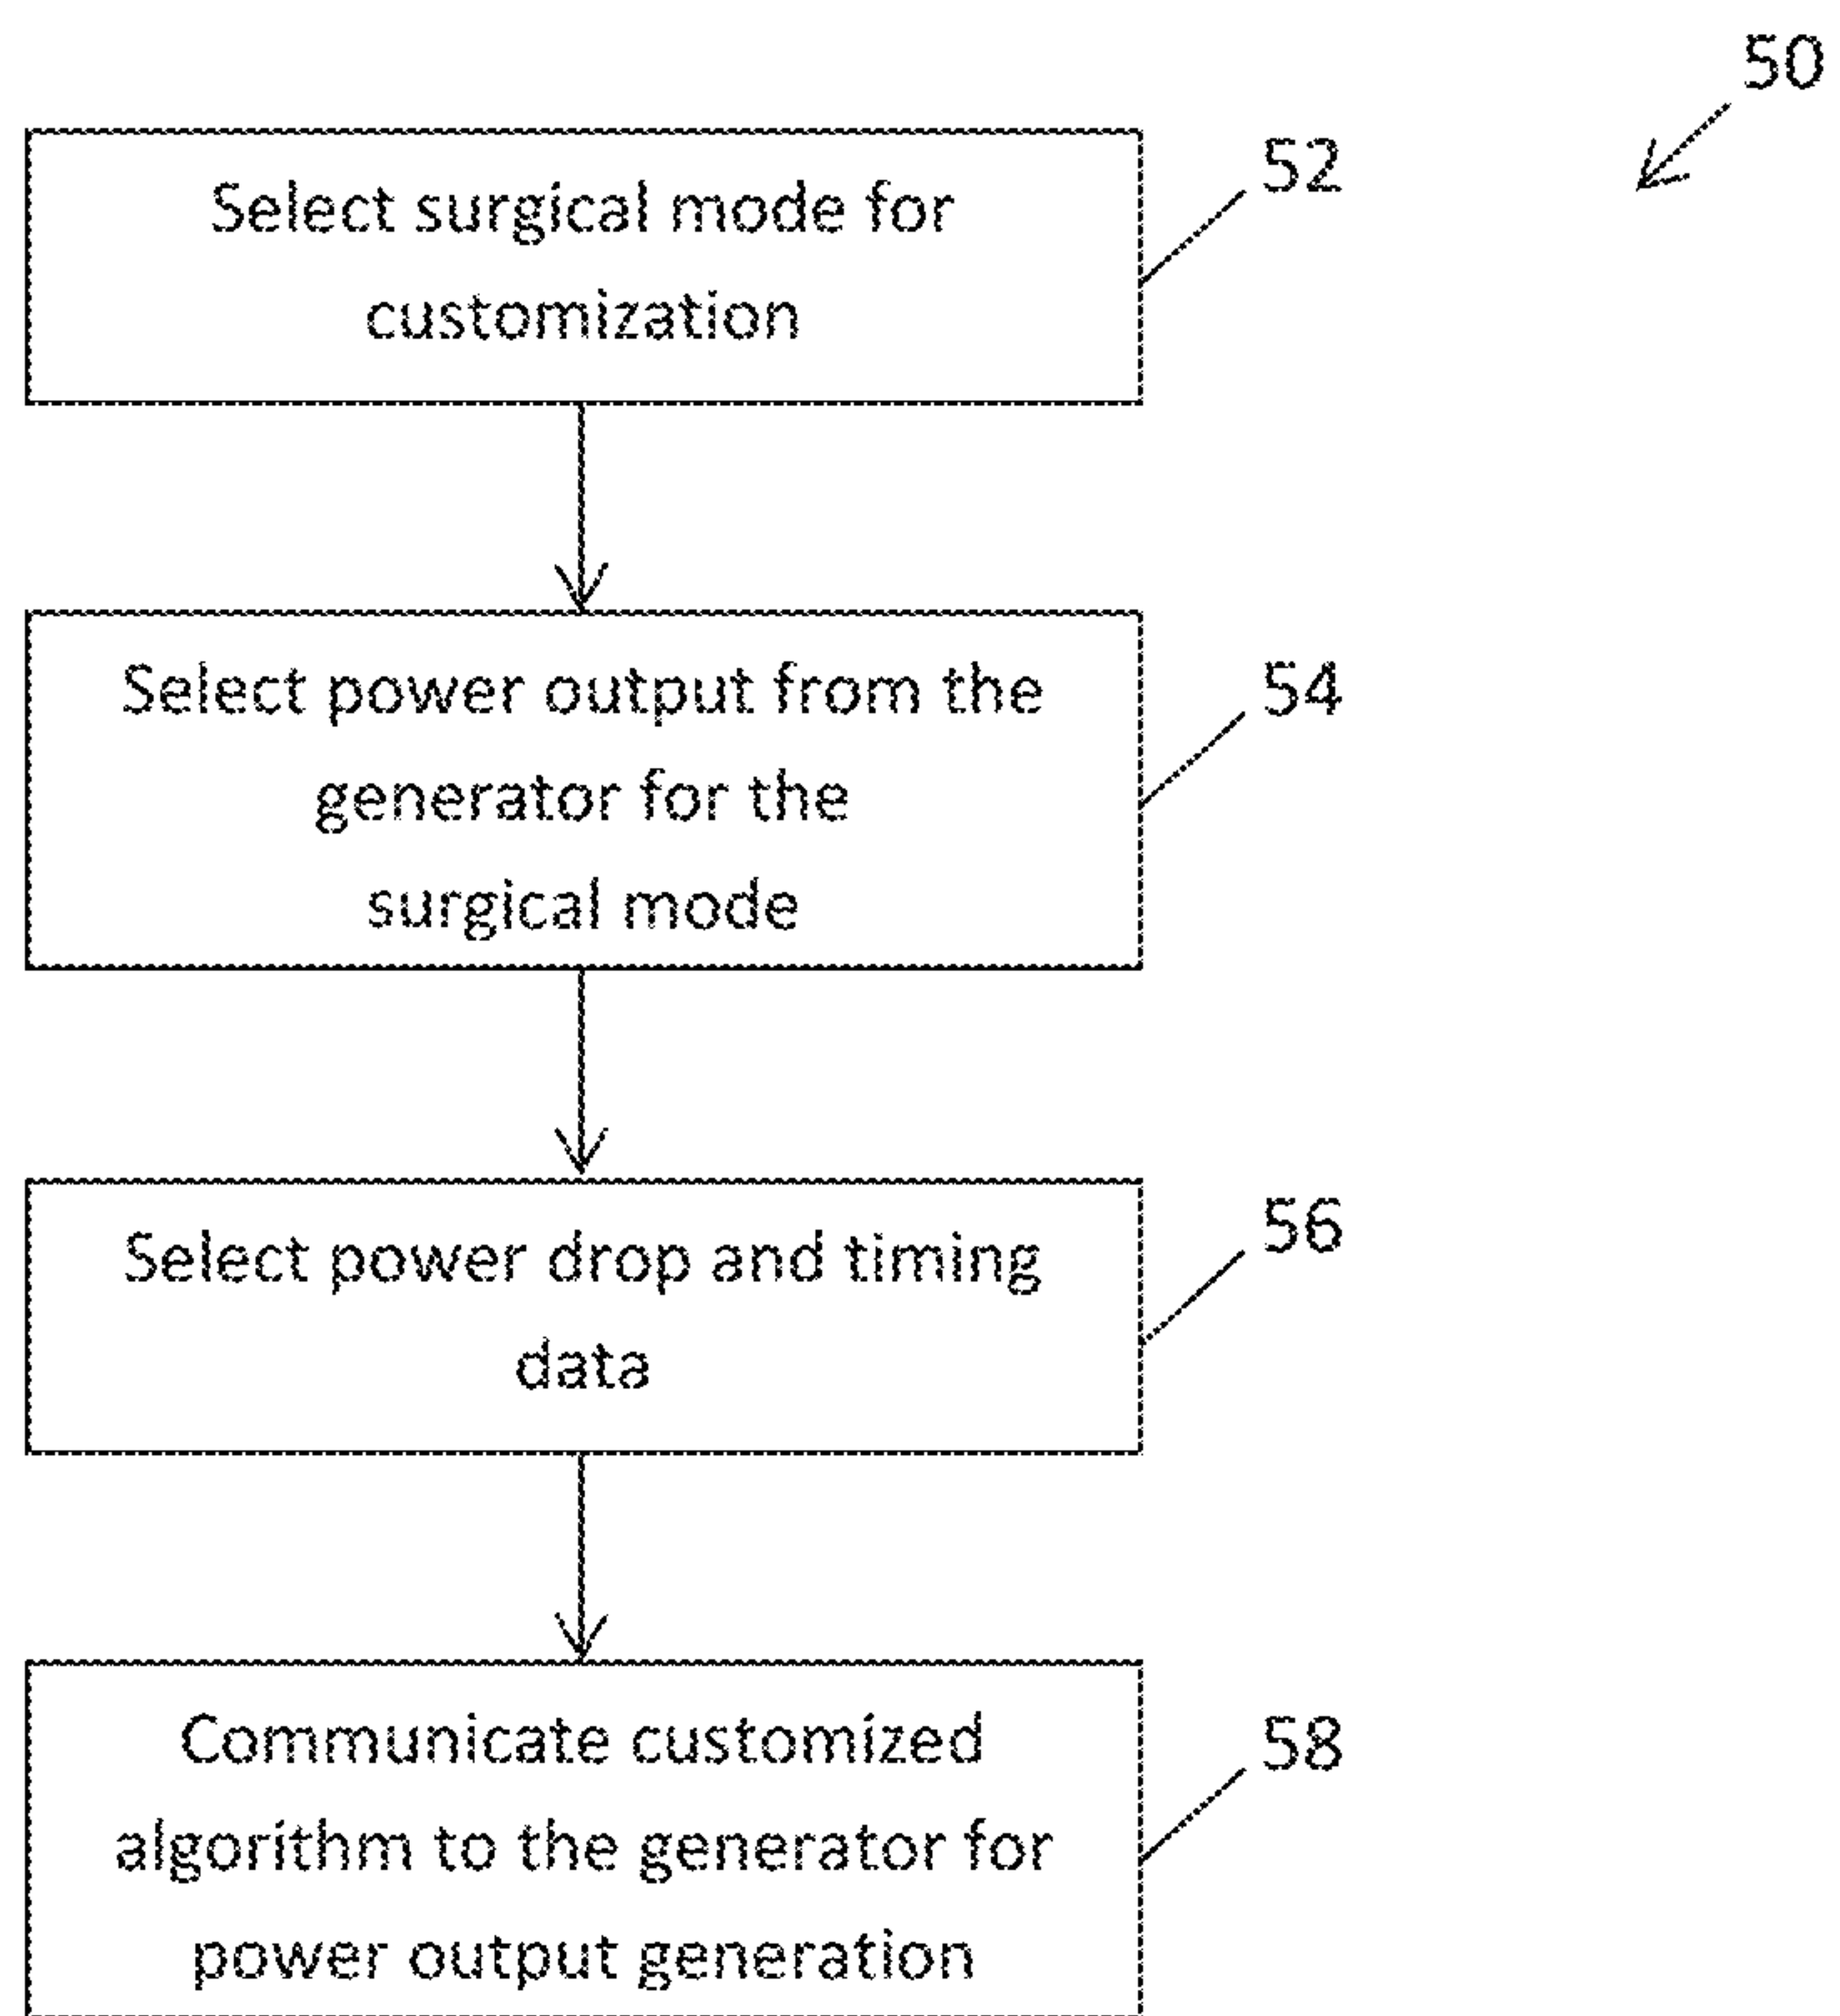 50
52
Select surgical mode for
customization
54
Select power output from the
generator for the
surgical mode
56
Select power drop and timing
data
58
Communicate customized
algorithm to the generator for
power output generation